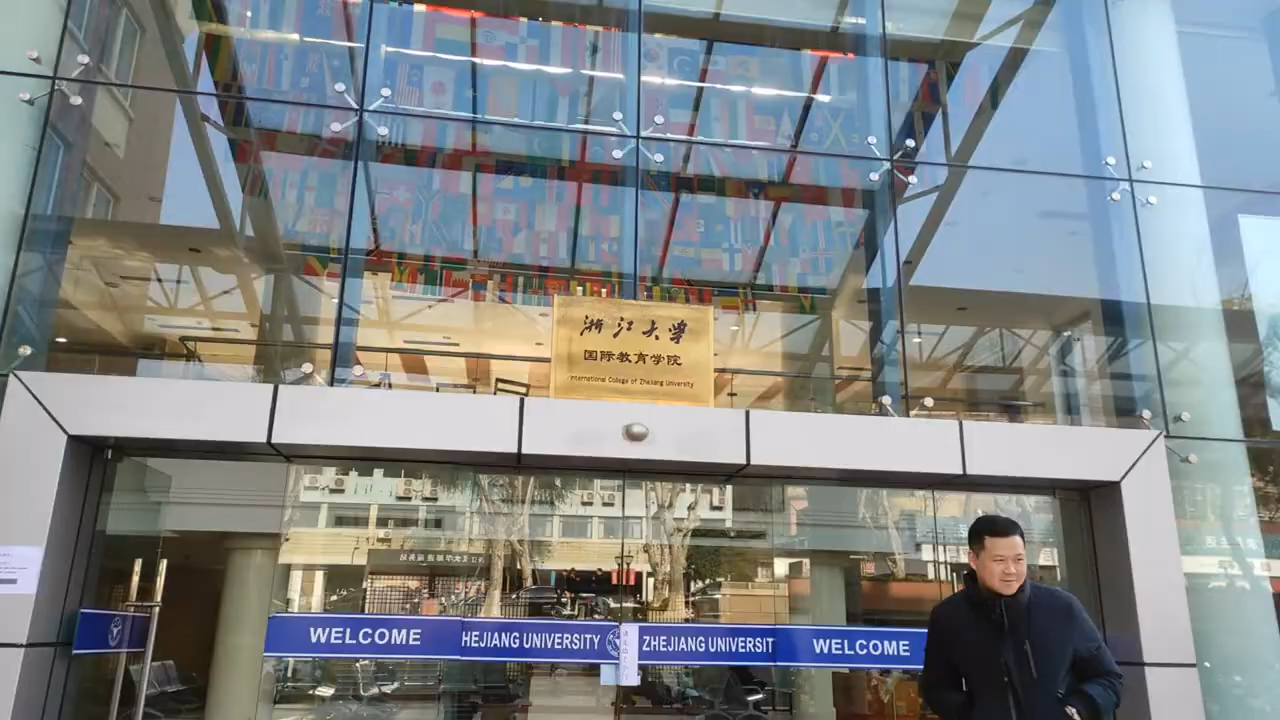 浙江大学
国际教育学院
International College of Zhejiang University
WELCOME
HEJIANG UNIVERSITY
ZHEJIANG UNIVERSIT
WELCOME